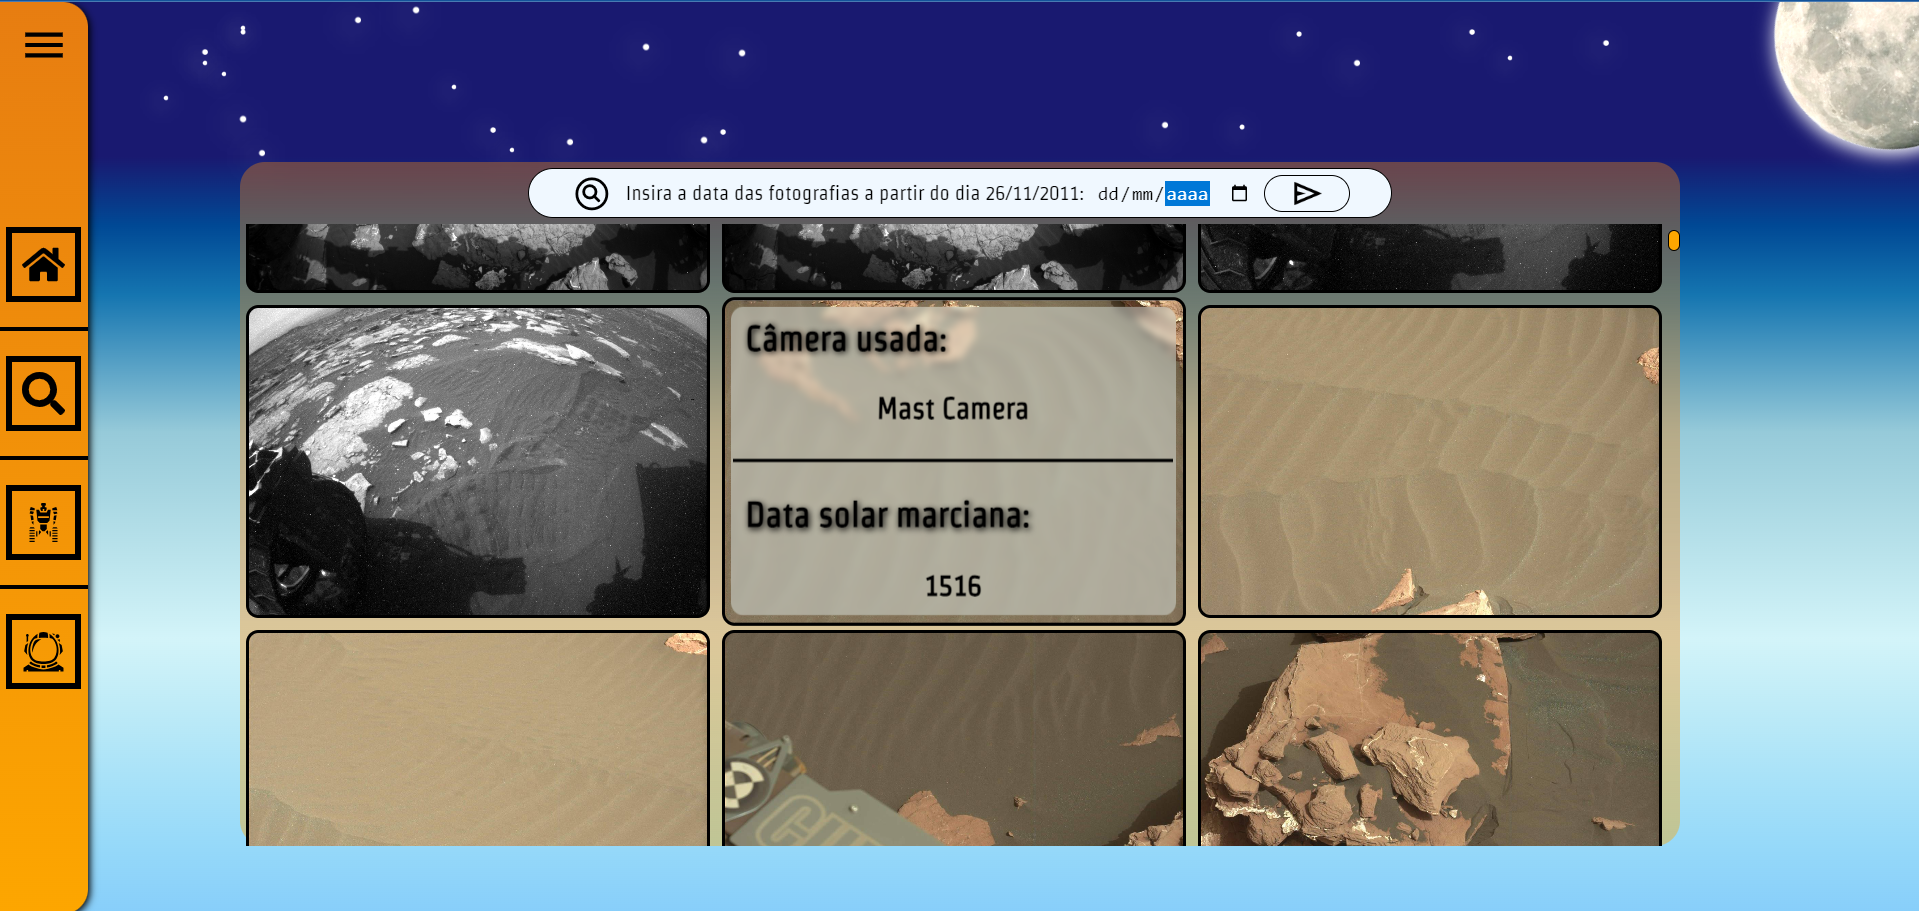 Insira a data das fotografias a partir do dia 26/11/2011: dd/mm/aaaa
Câmera usada:
Mast Camera
Data solar marciana:
1516